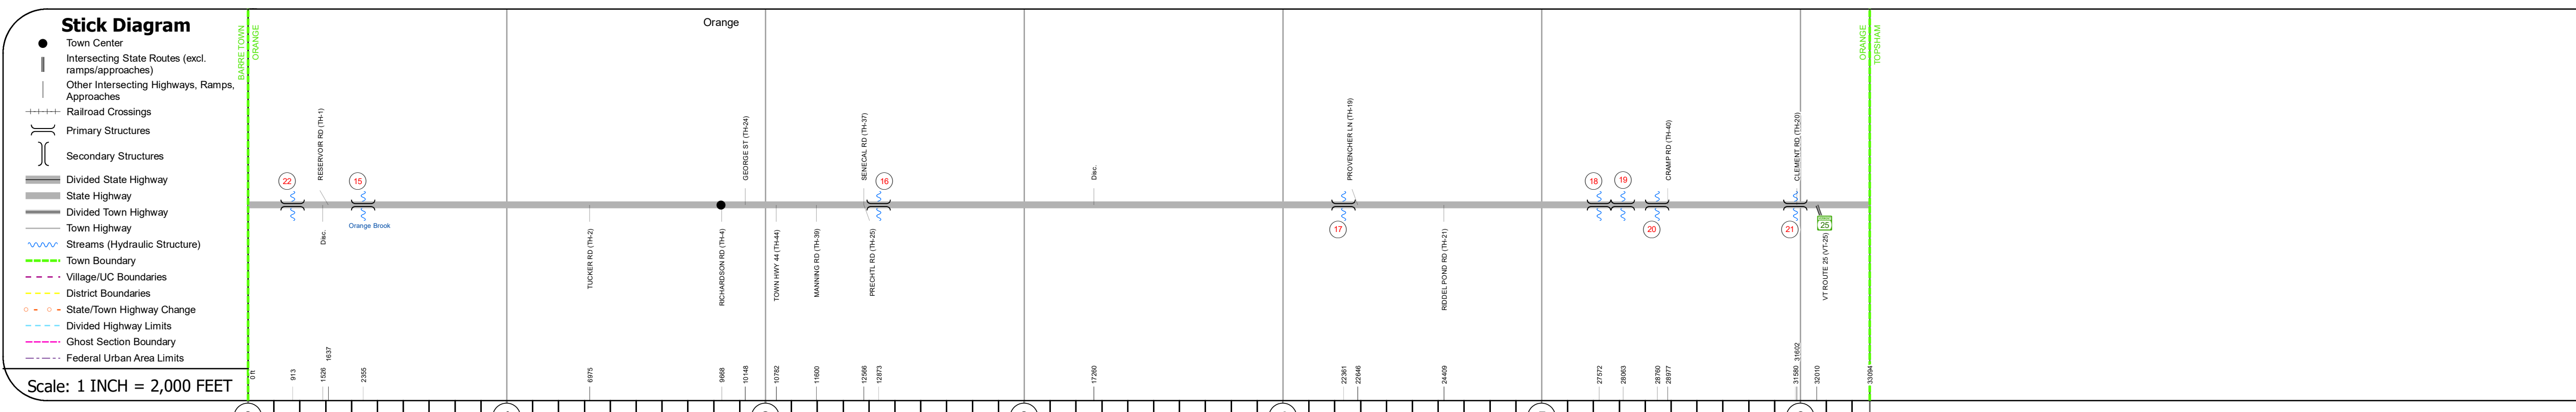 Stick Diagram
Town Center
Intersecting State Routes (excl.
ramps/approaches)
Other Intersecting Highways, Ramps,
Approaches
Railroad Crossings
Primary Structures
Secondary Structures
Divided State Highway
State Highway
Divided Town Highway
Town Highway
Streams (Hydraulic Structure)
Town Boundary
Village/UC Boundaries
District Boundaries
State/Town Highway Change
Divided Highway Limits
Ghost Section Boundary
Federal Urban Area Limits
Scale: 1 INCH = 2,000 FEET
BARRE TOWN
ORANGE
Orange
ORANGE
TOPSHAM
22
RESERVOIR RD (TH-1)
Disc.
15
Orange Brook
TUCKER RD (TH-2)
RICHARDSON RD (TH-4)
GEORGE ST (TH-24)
TOWN HWY 44 (TH-44)
MANNING RD (TH-39)
SENECAL RD (TH-37)
PRECHTL RD (TH-25)
16
Disc.
17
PROVENCHER LN (TH-19)
RIDDEL POND RD (TH-21)
18
19
20
CRAMP RD (TH-40)
21
CLEMENT RD (TH-20)
25
VT ROUTE 25 (VT-25)
0 ft
913
1526
1637
2355
6975
9668
10148
10782
11600
12566
12873
17260
22361
22646
24409
27572
28063
28760
28977
31580
31602
32010
33094